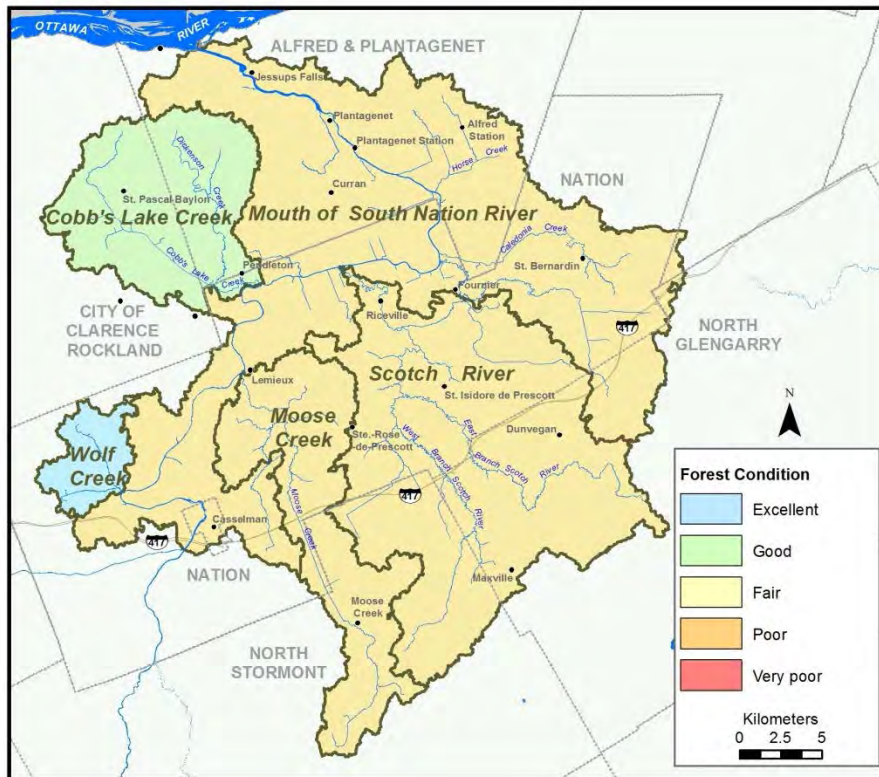 OTTAWA RIVER
ALFRED & PLANTAGENET
Jessups Falls
Plantagenet
Alfred
Station
Plantagenet Station
Horse Creek
Dickenson Creek
NATION
St. Pascal-Baylon
Curran
Cobb's Lake Creek
Mouth of South Nation River
Caledonia Creek
Cobb's Lake Creek
Pendleton
St. Bernardin
Fournier
Riceville
CITY OF
CLARENCE
ROCKLAND
417
NORTH
GLENGARRY
Lemieux
Scotch River
St. Isidore de Prescott
Moose
Creek
Ste.-Rose
-de-Prescott
Dunvegan
Wolf
Creek
West Branch Scotch River
East Branch Scotch River
N
417
Moose Creek
Casselman
417
NATION
Maxville
Moose
Creek
NORTH
STORMONT
Forest Condition
Excellent
Good
Fair
Poor
Very poor
Kilometers
0 2.5 5